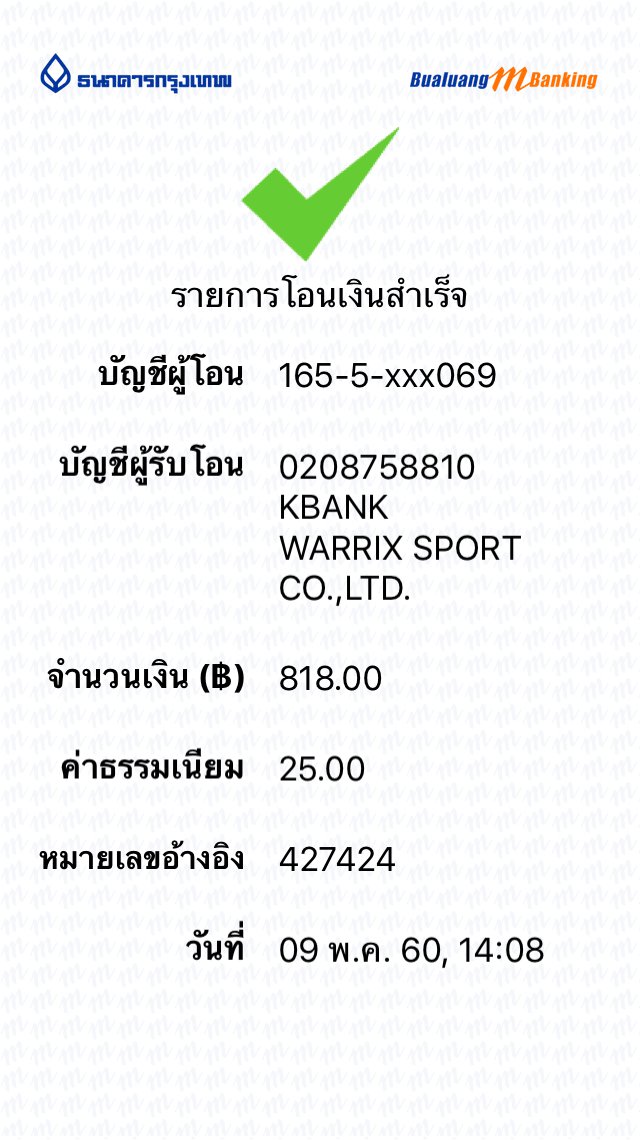 ธนาคารกรุงเทพ
Bualuang mBanking
รายการโอนเงินสำเร็จ
บัญชีผู้โอน 165-5-xxx069
บัญชีผู้รับโอน 0208758810
KBANK
WARRIX SPORT
CO.,LTD.
จำนวนเงิน (฿) 818.00
ค่าธรรมเนียม 25.00
หมายเลขอ้างอิง 427424
วันที่ 09 พ.ค. 60, 14:08